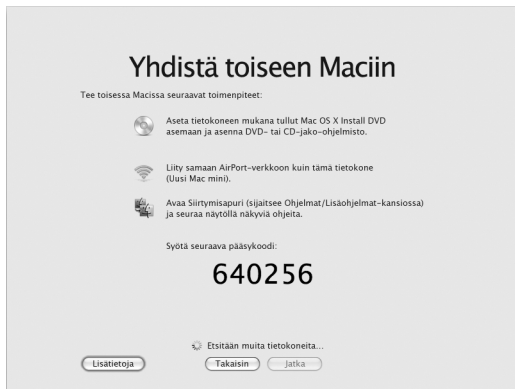 Yhdistä toiseen Maciin
Tee toisessa Macissa seuraavat toimenpiteet:
Aseta tietokoneen mukana tullut Mac OS X Install DVD
asemaan ja asenna DVD- tai CD-jako-ohjelmisto.
Liity samaan AirPort-verkkoon kuin tämä tietokone
(Uusi Mac mini).
Avaa Siirtymisapuri (sijaitsee Ohjelmat/Lisäohjelmat-kansiossa)
ja seuraa näytöllä näkyviä ohjeita.
Syötä seuraava pääsykoodi:
640256
Etsitään muita tietokoneita...
Lisätietoja
Takaisin
Jatka